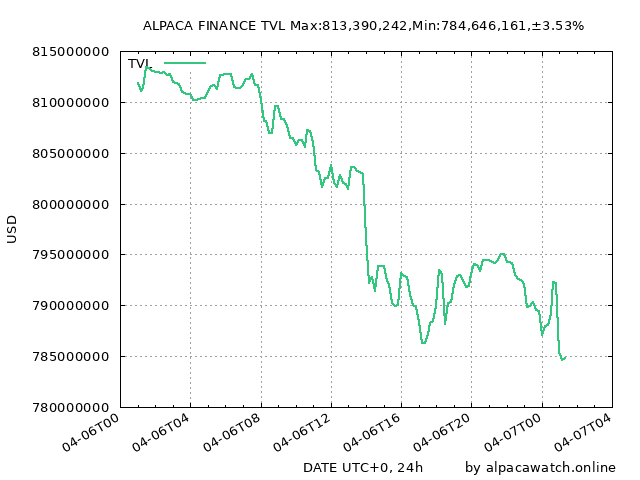 ALPACA FINANCE TVL Max:813,390,242,Min:784,646,161,±3.53%
TVL
815000000
810000000
805000000
800000000
795000000
790000000
785000000
780000000
USD
04-06T00
04-06T04
04-06T08
04-06T12
04-06T16
04-06T20
04-07T00
04-07T04
DATE UTC+0, 24h
by alpacawatch.online